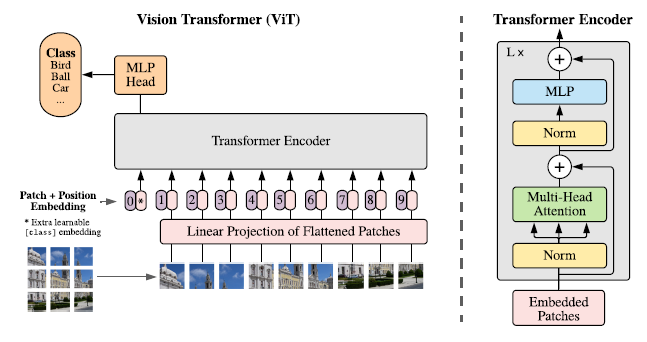 Vision Transformer (ViT)
Class
Bird
Ball
Car
...
MLP
Head
Transformer Encoder
Patch + Position
Embedding
* Extra learnable
[class] embedding
0 * 1 2 3 4 5 6 7 8 9
Linear Projection of Flattened Patches
Transformer Encoder
L x
+
MLP
Norm
+
Multi-Head
Attention
Norm
Embedded
Patches